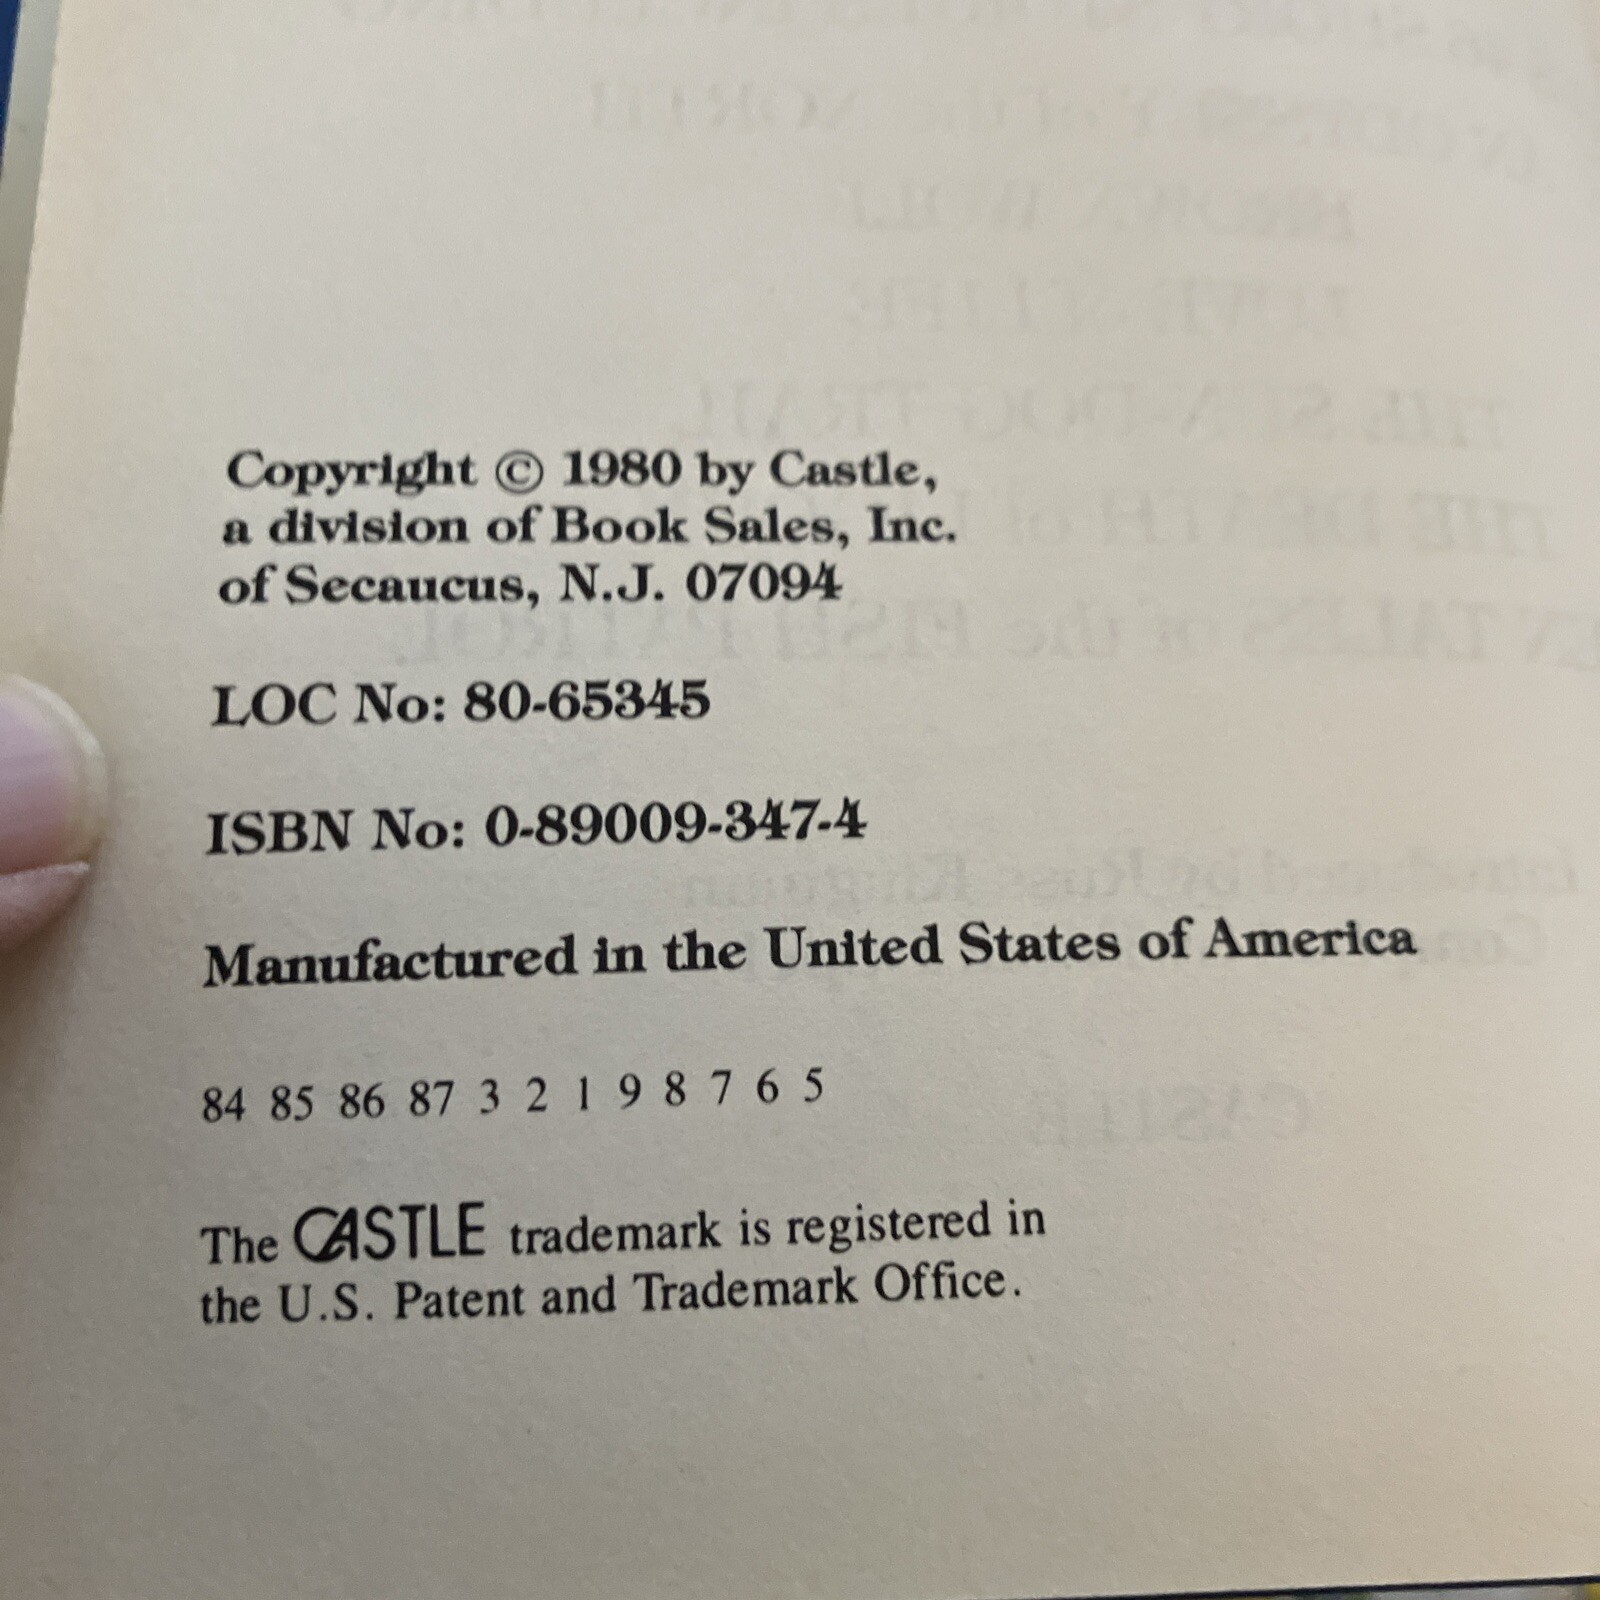 Copyright © 1980 by Castle,
a division of Book Sales, Inc.
of Secaucus, N.J. 07094
LOC No: 80-65345
ISBN No: 0-89009-347-4
Manufactured in the United States of America
84 85 86 87 3 2 1 9 8 7 6 5
The CASTLE trademark is registered in
the U.S. Patent and Trademark Office.